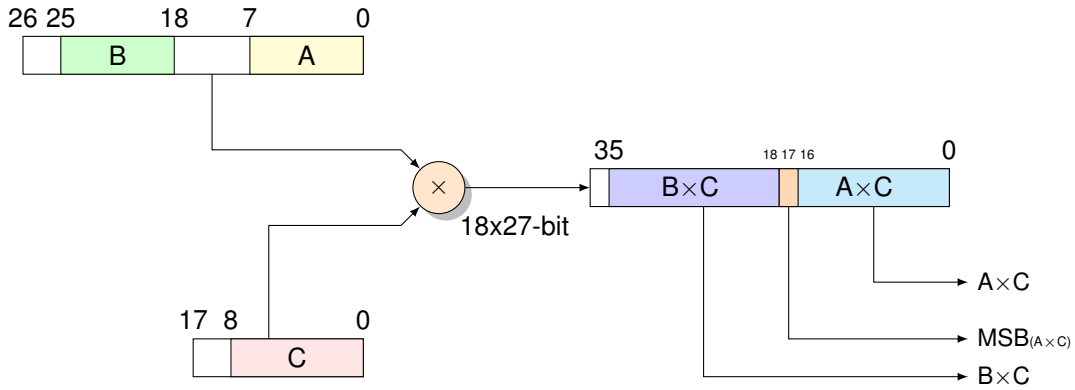 26 25 18 7 0
B A
35 18 17 16 0
× B×C A×C
18x27-bit
A×C
17 8 0
MSB(A×C)
C
B×C